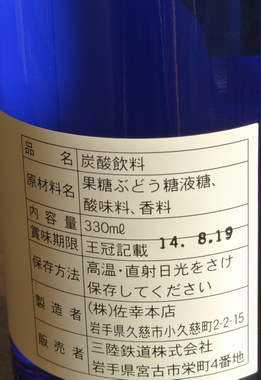 品名 炭酸飲料
原材料名 果糖ぶどう糖液糖、
酸味料、香料
内容量 330ml
賞味期限 王冠記載 14. 8.19
保存方法 高温・直射日光をさけ
保存してください
製造者 (株)佐幸本店
岩手県久慈市小久慈町2-2-15
販売者 三陸鉄道株式会社
岩手県宮古市栄町4番地